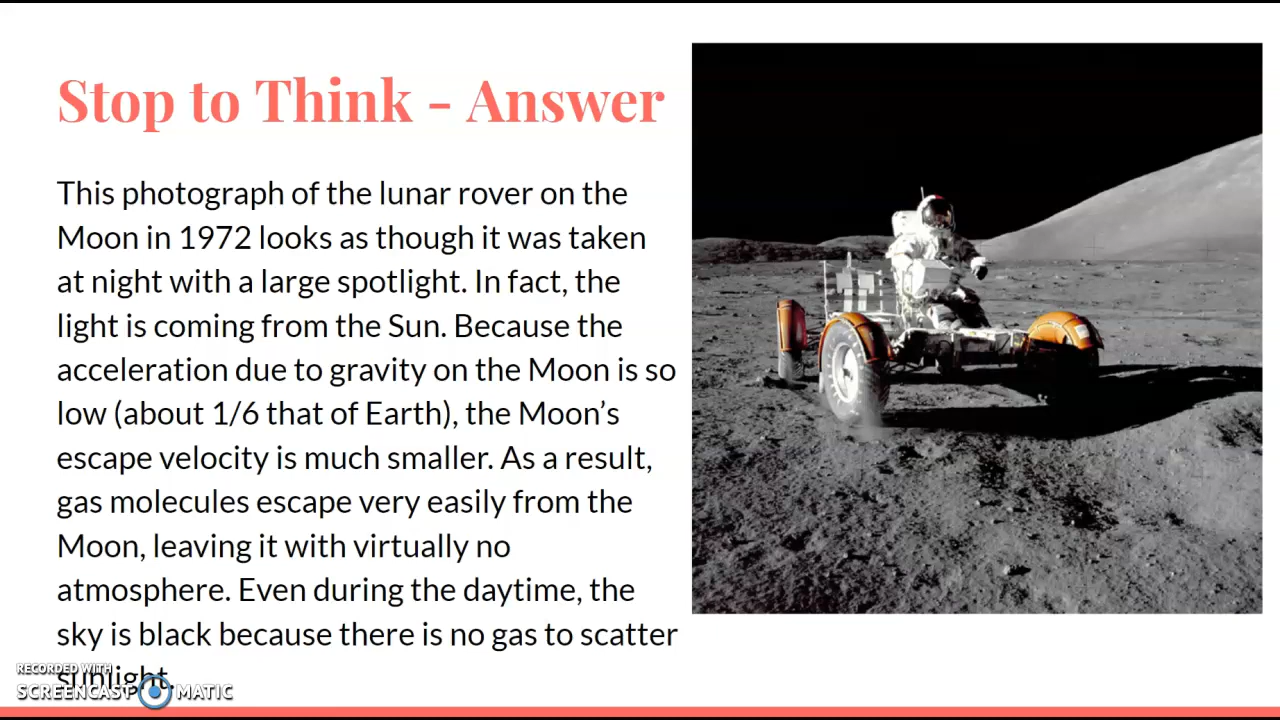 Stop to Think - Answer
This photograph of the lunar rover on the
Moon in 1972 looks as though it was taken
at night with a large spotlight. In fact, the
light is coming from the Sun. Because the
acceleration due to gravity on the Moon is so
low (about 1/6 that of Earth), the Moon’s
escape velocity is much smaller. As a result,
gas molecules escape very easily from the
Moon, leaving it with virtually no
atmosphere. Even during the daytime, the
sky is black because there is no gas to scatter
sunlight.
RECORDED WITH
SCREENCAST MATIC